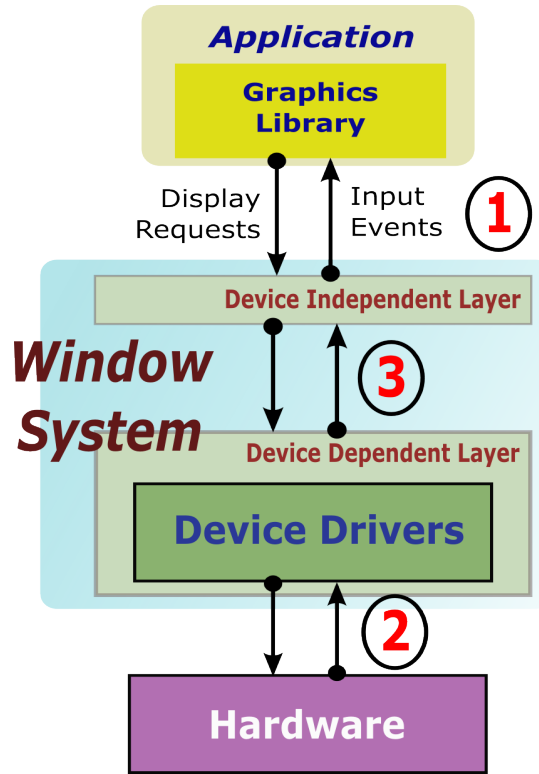 Application
Graphics
Library
Display
Requests
Input
Events
1
Device Independent Layer
Window
System
3
Device Dependent Layer
Device Drivers
2
Hardware